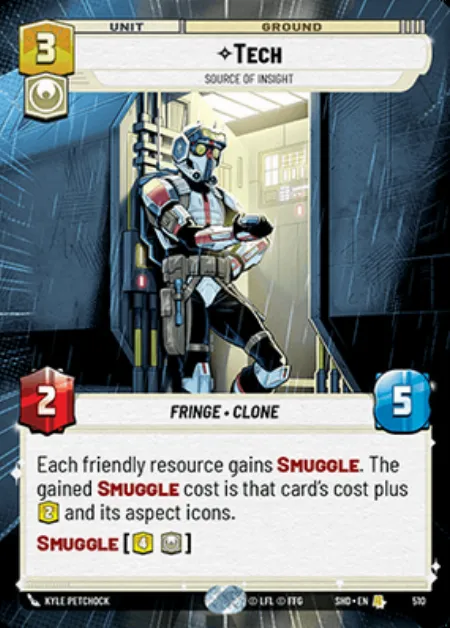 3
UNIT
GROUND
TECH
SOURCE OF INSIGHT
2
FRINGE • CLONE
5
Each friendly resource gains SMUGGLE. The
gained SMUGGLE cost is that card's cost plus
2 and its aspect icons.
SMUGGLE [4]
KYLE PETCHOCK
© LFL © FFG
SHD • EN
510